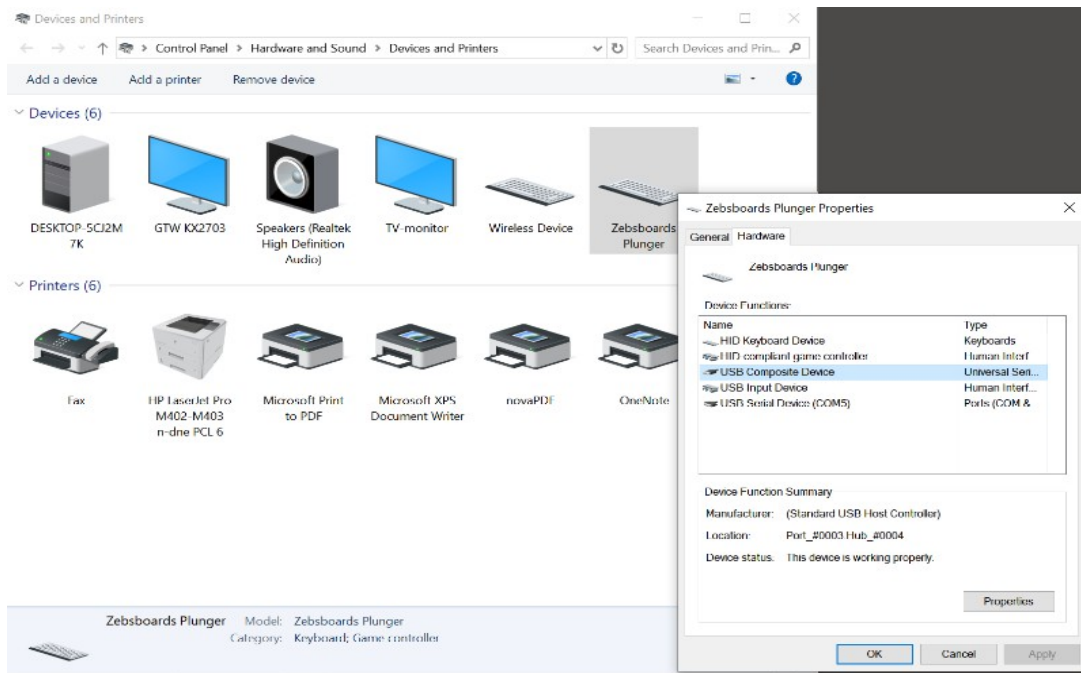 Devices and Printers
Control Panel > Hardware and Sound > Devices and Printers
Search Devices and Prin...
Add a device Add a printer Remove device
Devices (6)
DESKTOP-5CJ2M
7K
GTW KX2703
Speakers (Realtek
High Definition
Audio)
TV-monitor
Wireless Device
Zebsboards
Plunger
Printers (6)
Fax
HP LaserJet Pro
M402-M403
n-dne PCL 6
Microsoft Print
to PDF
Microsoft XPS
Document Writer
novaPDF
OneNote
Zebsboards Plunger Model: Zebsboards Plunger
Category: Keyboard; Game controller
Zebsboards Plunger Properties
General Hardware
Zebsboards Plunger
Device Functions:
Name Type
HID Keyboard Device Keyboards
HID-compliant game controller Human Interf
USB Composite Device Universal Seri...
USB Input Device Human Interf...
USB Serial Device (COM5) Ports (COM &
Device Function Summary
Manufacturer: (Standard USB Host Controller)
Location: Port_#0003.Hub_#0004
Device status: This device is working properly.
Properties
OK Cancel Apply